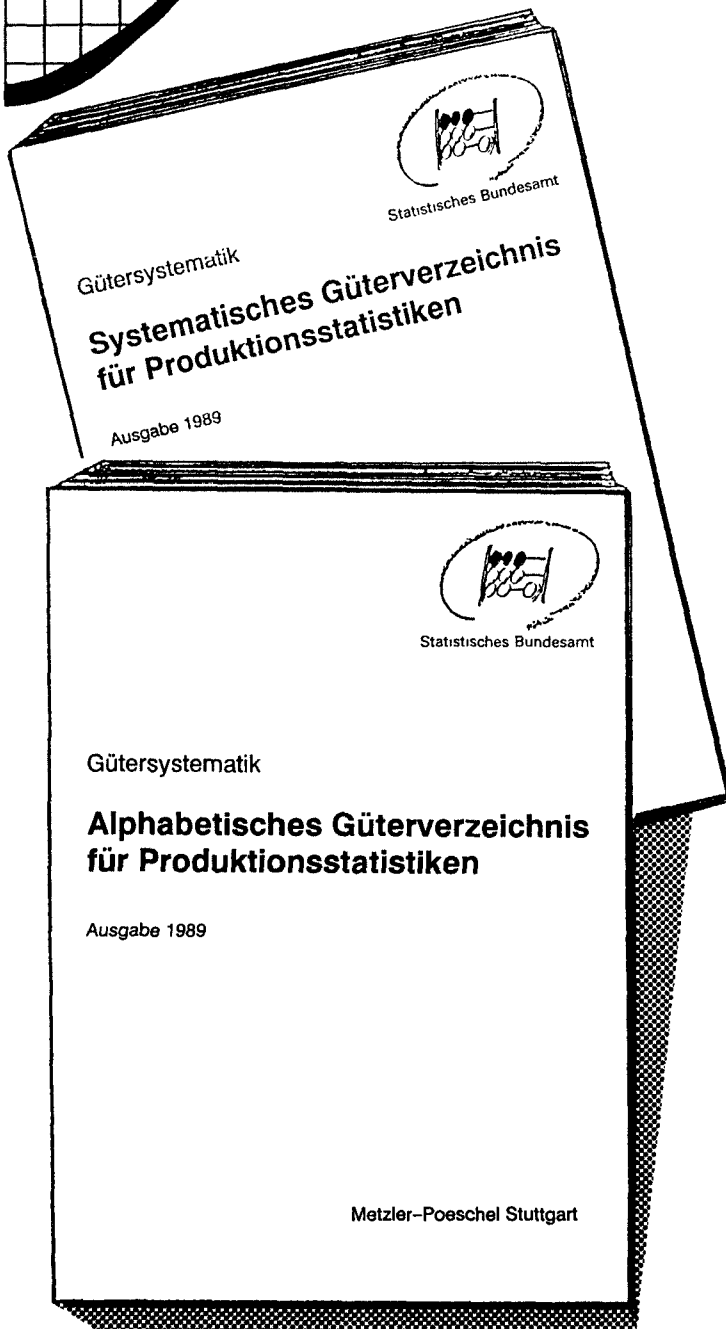 Statistisches Bundesamt
Gütersystematik
Systematisches Güterverzeichnis
für Produktionsstatistiken
Ausgabe 1989
Statistisches Bundesamt
Gütersystematik
Alphabetisches Güterverzeichnis
für Produktionsstatistiken
Ausgabe 1989
Metzler–Poeschel Stuttgart